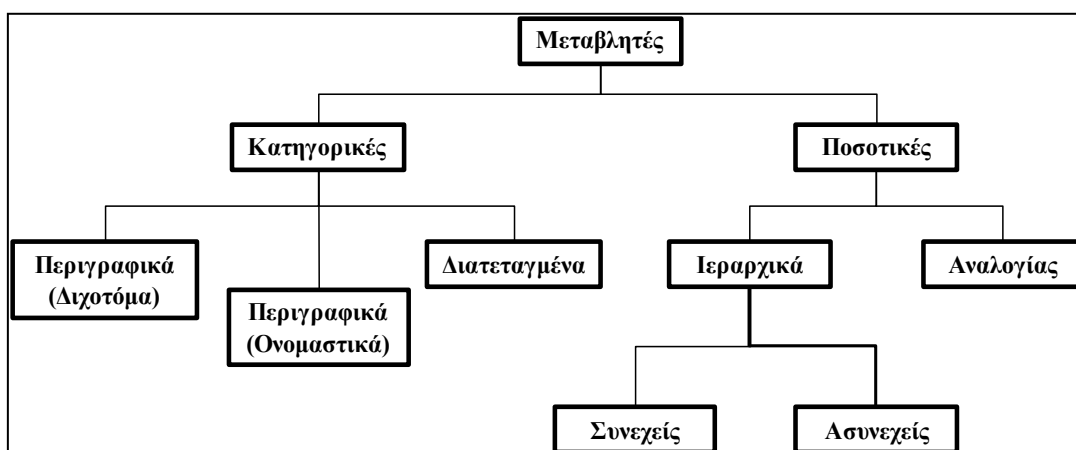 Μεταβλητές
Κατηγορικές
Ποσοτικές
Περιγραφικά
(Διχοτόμα)
Περιγραφικά
(Ονομαστικά)
Διατεταγμένα
Ιεραρχικά
Αναλογίας
Συνεχείς
Ασυνεχείς